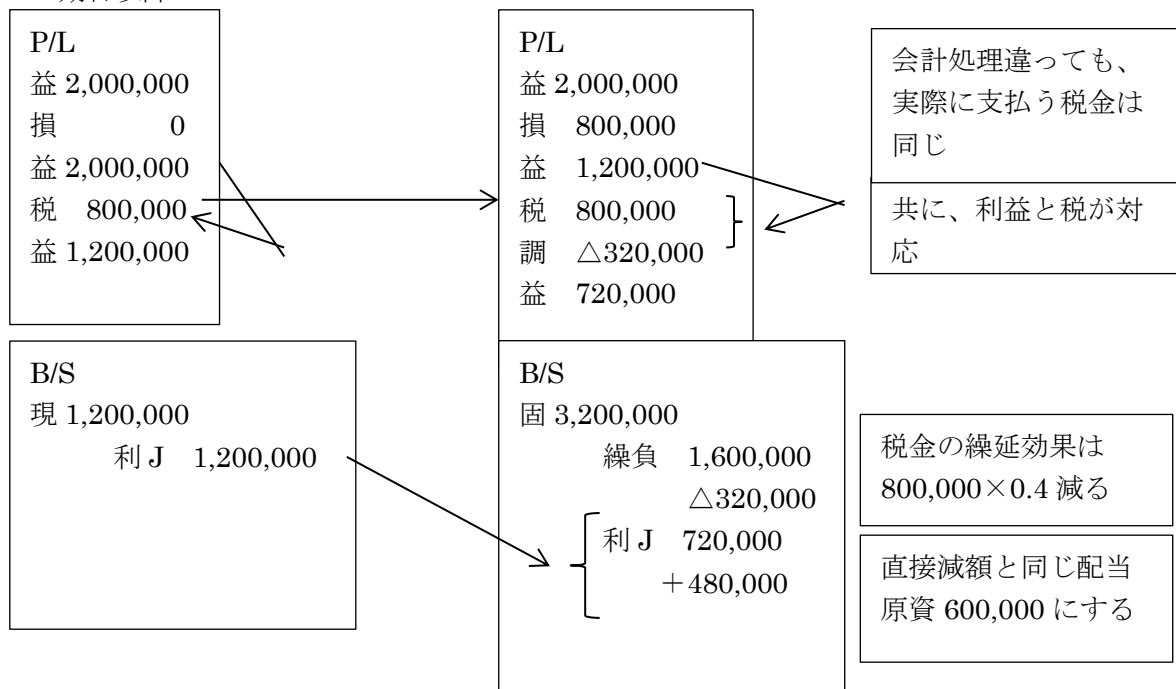 P/L
益 2,000,000
損 0
益 2,000,000
税 800,000
益 1,200,000
P/L
益 2,000,000
損 800,000
益 1,200,000
税 800,000
調 △320,000
益 720,000
会計処理違っても、
実際に支払う税金は
同じ
共に、利益と税が対
応
B/S
現 1,200,000
利 J 1,200,000
B/S
固 3,200,000
繰負 1,600,000
△320,000
利 J 720,000
＋480,000
税金の繰延効果は
800,000×0.4 減る
直接減額と同じ配当
原資 600,000 にする